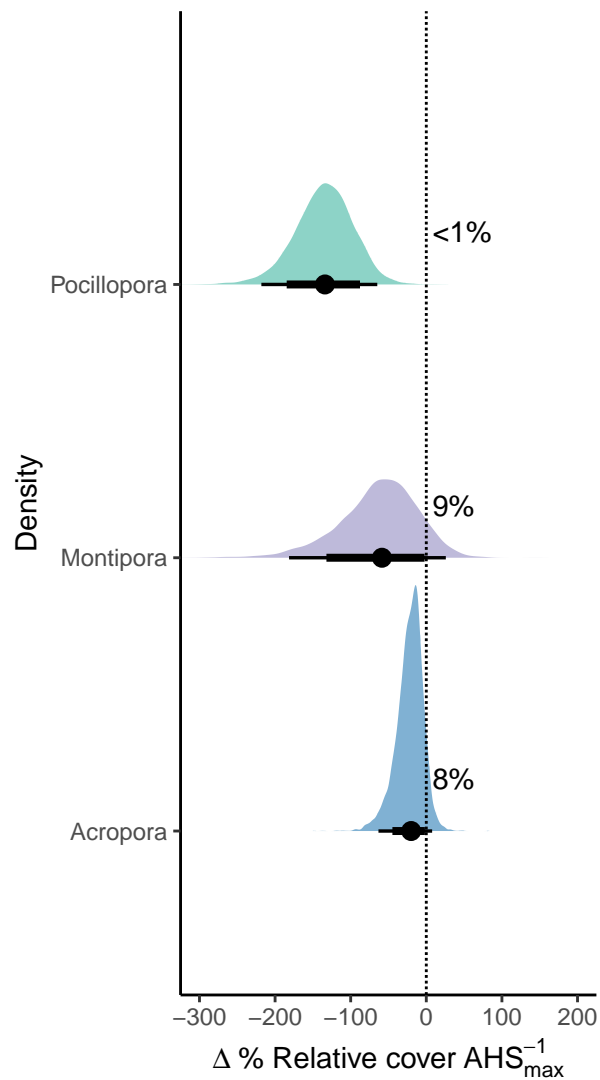 <1%
Pocillopora
Density
9%
Montipora
8%
Acropora
−300 −200 −100 0 100 200
Δ % Relative cover AHS⁻¹max